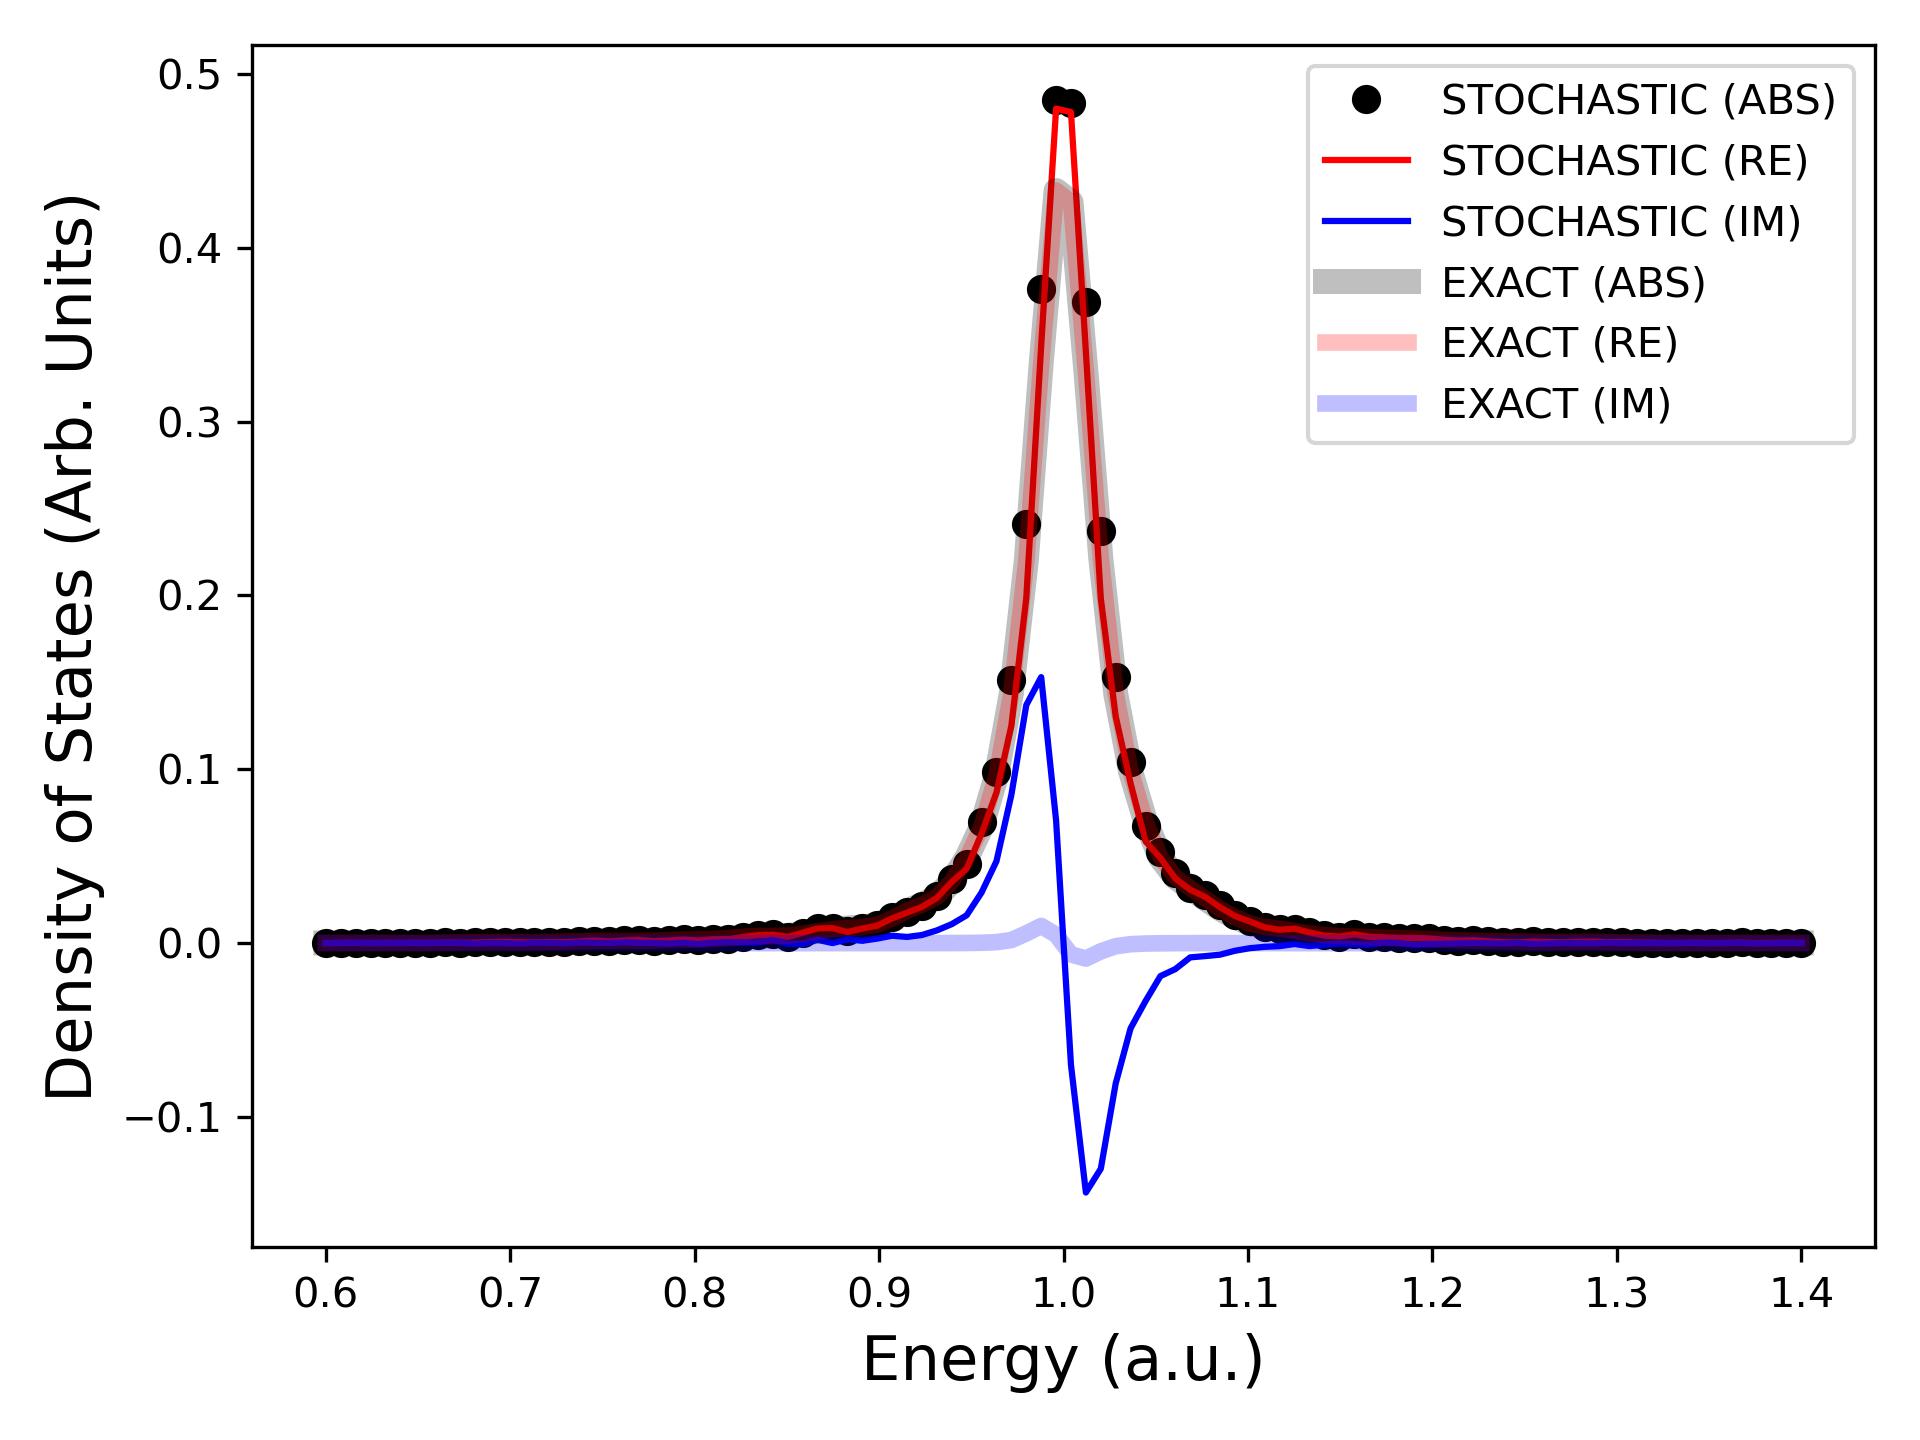 Density of States (Arb. Units)
0.5
0.4
0.3
0.2
0.1
0.0
−0.1
STOCHASTIC (ABS)
STOCHASTIC (RE)
STOCHASTIC (IM)
EXACT (ABS)
EXACT (RE)
EXACT (IM)
0.6 0.7 0.8 0.9 1.0 1.1 1.2 1.3 1.4
Energy (a.u.)